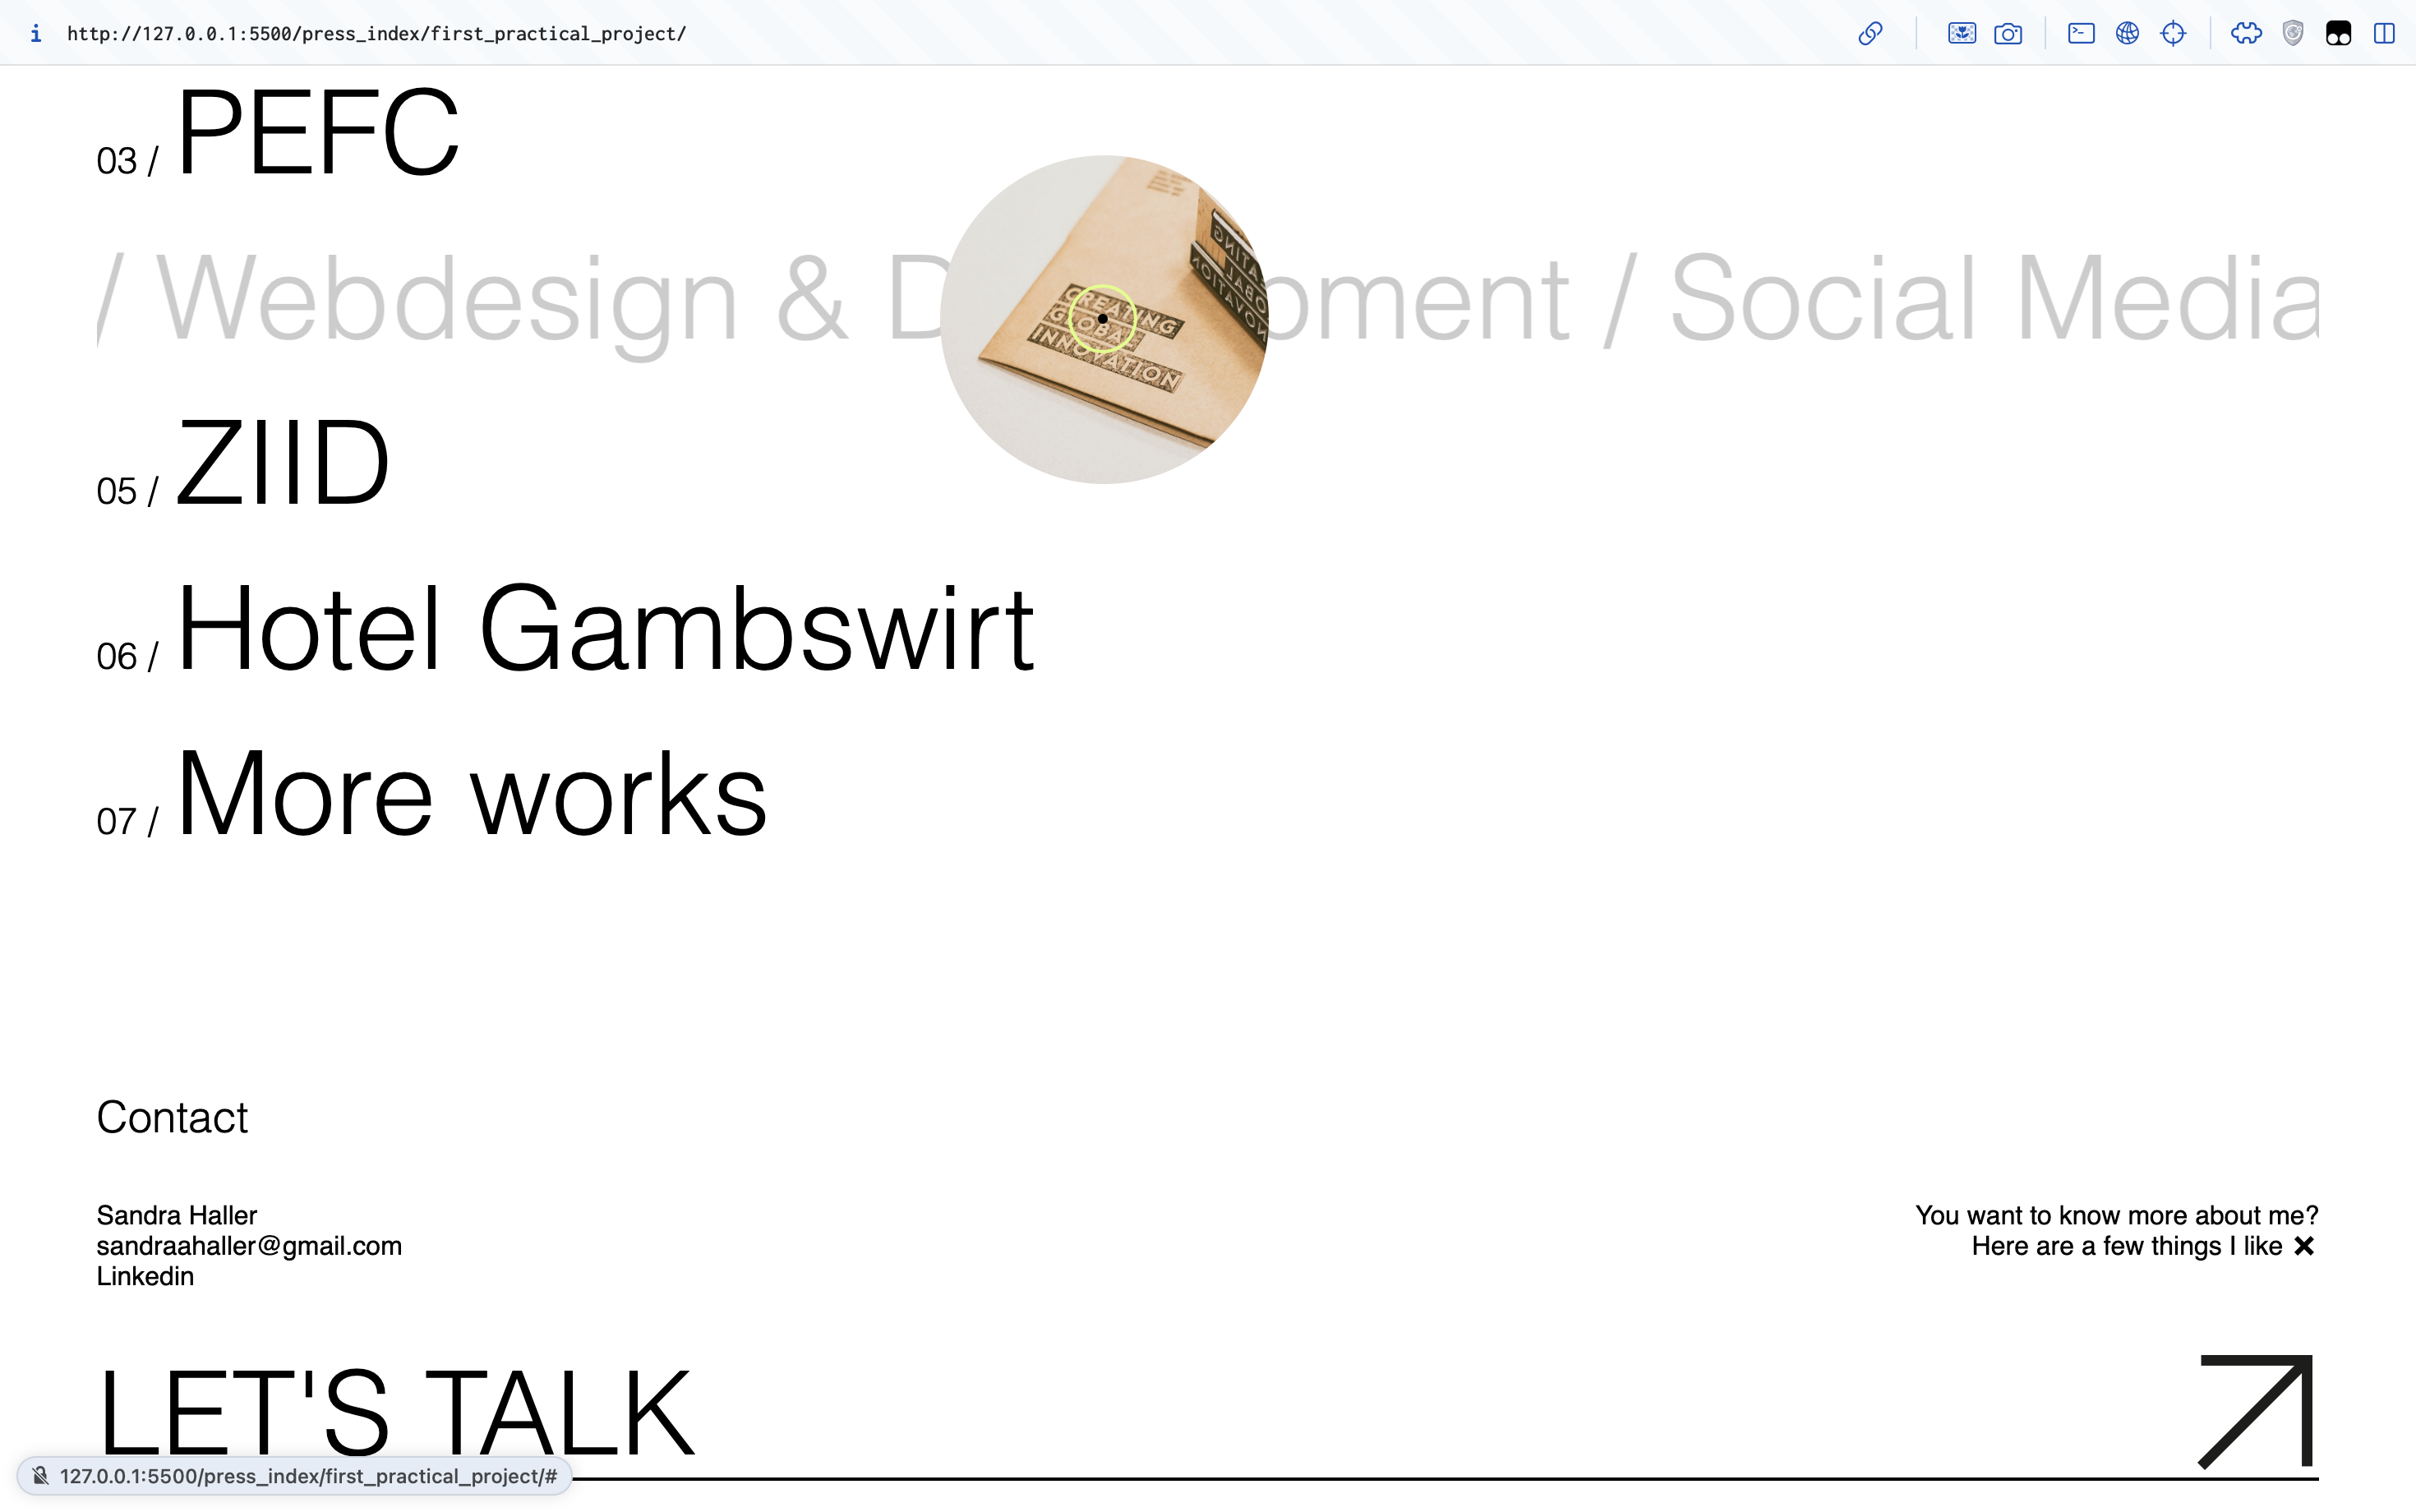 http://127.0.0.1:5500/press_index/first_practical_project/
03 / PEFC
/ Webdesign & D
pment / Social Media
CREATING
GLOBAL
INNOVATION
05 / ZIID
06 / Hotel Gambswirt
07 / More works
Contact
Sandra Haller
sandraahaller@gmail.com
Linkedin
You want to know more about me?
Here are a few things I like ✖
LET'S TALK
127.0.0.1:5500/press_index/first_practical_project/#